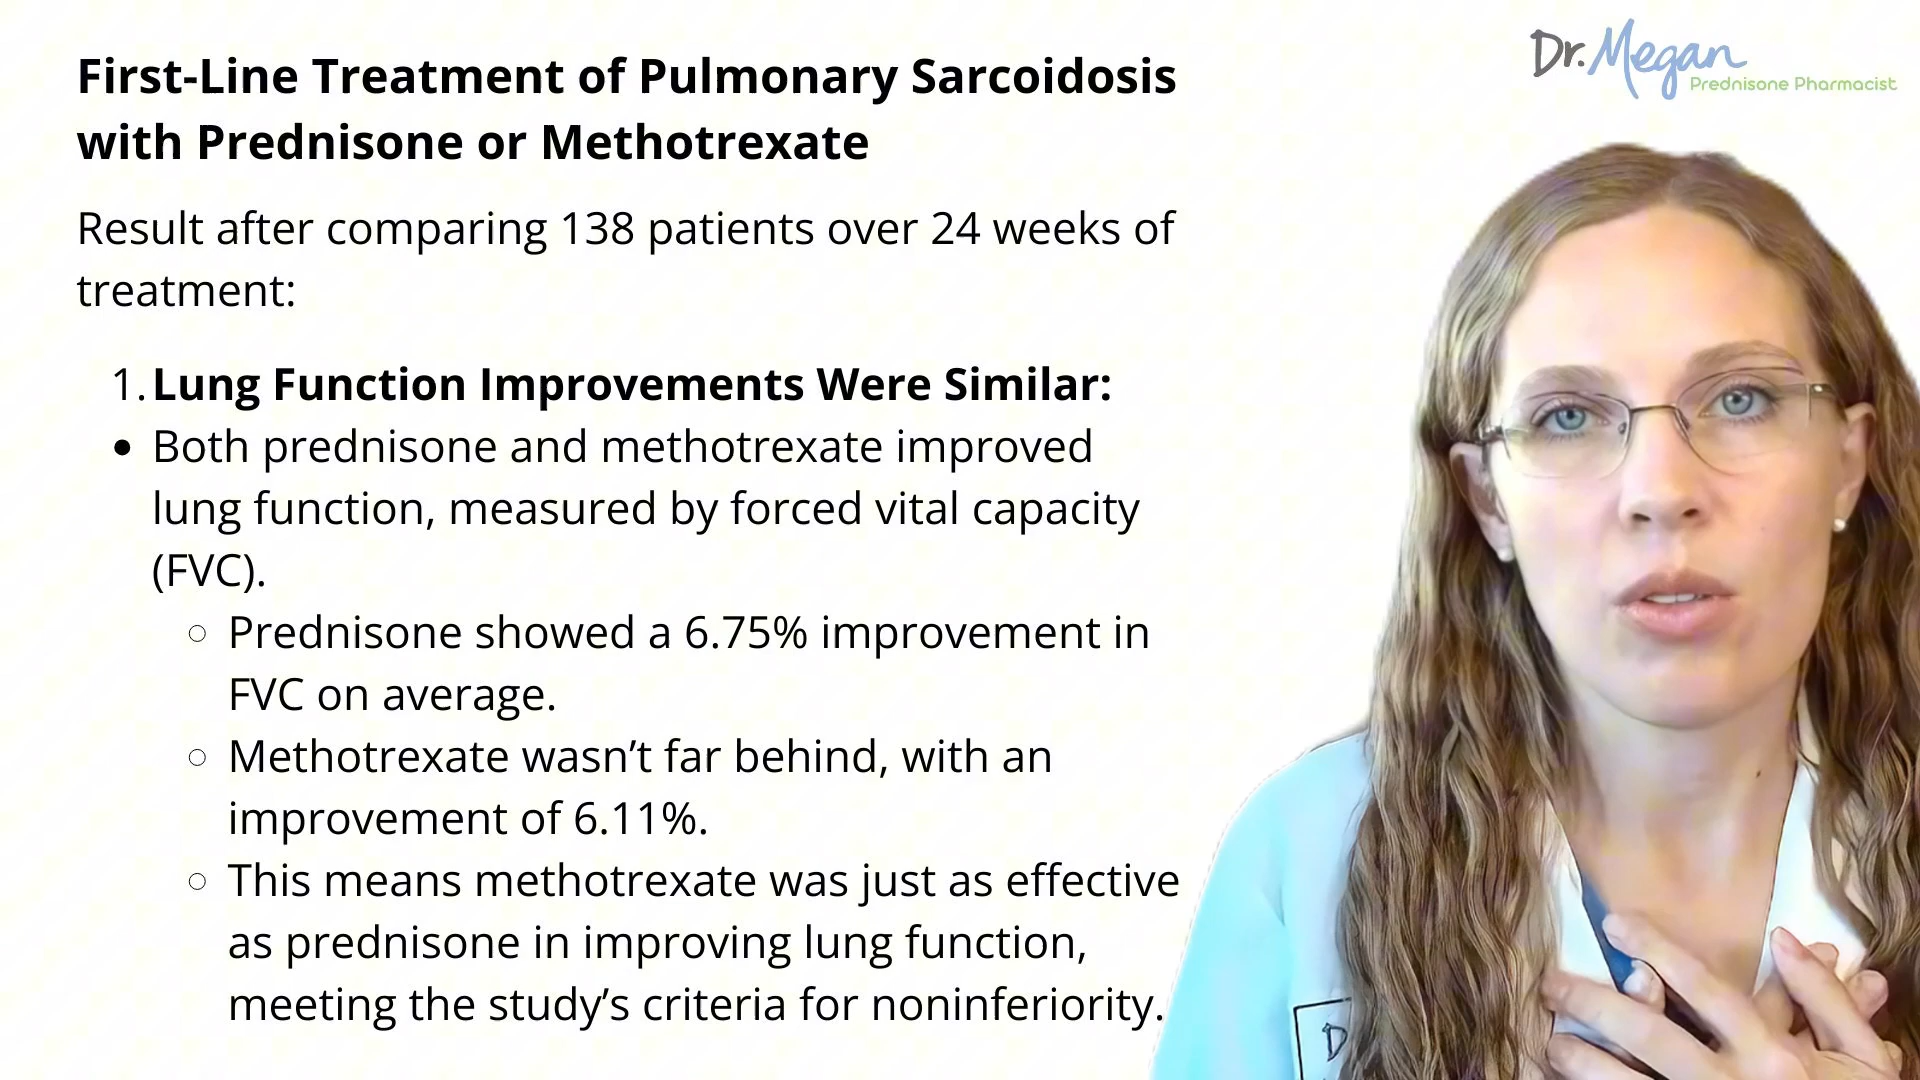 Dr. Megan
Prednisone Pharmacist
First-Line Treatment of Pulmonary Sarcoidosis
with Prednisone or Methotrexate
Result after comparing 138 patients over 24 weeks of
treatment:
1. Lung Function Improvements Were Similar:
• Both prednisone and methotrexate improved
lung function, measured by forced vital capacity
(FVC).
○ Prednisone showed a 6.75% improvement in
FVC on average.
○ Methotrexate wasn’t far behind, with an
improvement of 6.11%.
○ This means methotrexate was just as effective
as prednisone in improving lung function,
meeting the study’s criteria for noninferiority.
D